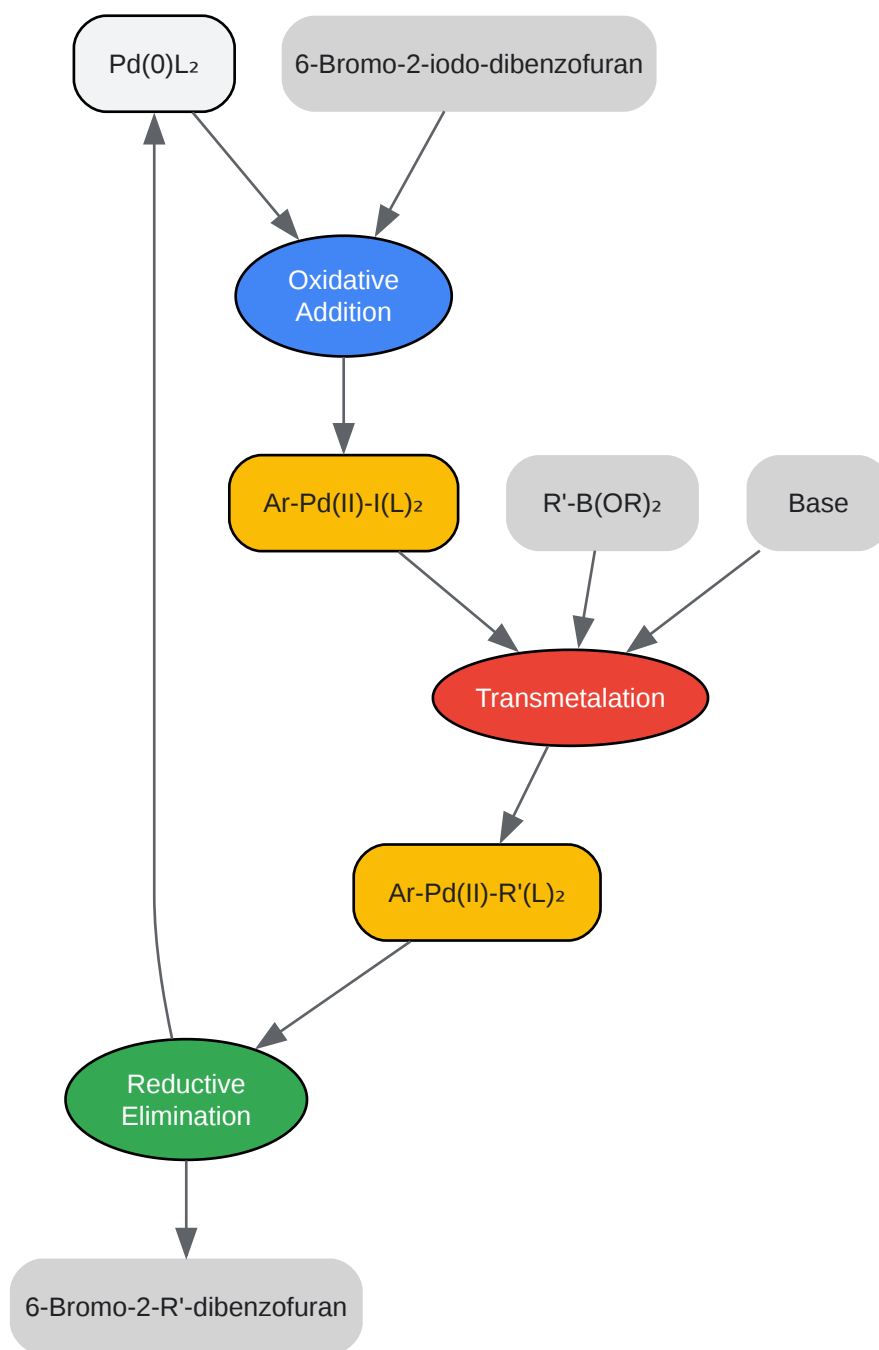 Pd(0)L₂
6-Bromo-2-iodo-dibenzofuran
Oxidative
Addition
Ar-Pd(II)-I(L)₂
R'-B(OR)₂
Base
Transmetalation
Ar-Pd(II)-R'(L)₂
Reductive
Elimination
6-Bromo-2-R'-dibenzofuran